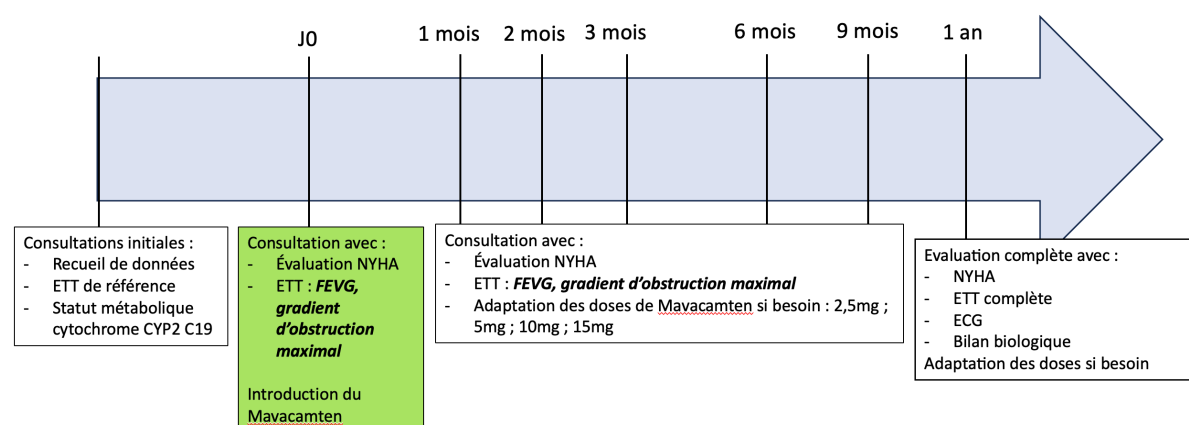 J0
1 mois
2 mois
3 mois
6 mois
9 mois
1 an
Consultations initiales :
- Recueil de données
- ETT de référence
- Statut métabolique
cytochrome CYP2 C19
Consultation avec :
- Évaluation NYHA
- ETT : FEVG,
gradient
d’obstruction
maximal
Introduction du
Mavacamten
Consultation avec :
- Évaluation NYHA
- ETT : FEVG, gradient d’obstruction maximal
- Adaptation des doses de Mavacamten si besoin : 2,5mg ;
5mg ; 10mg ; 15mg
Evaluation complète avec :
- NYHA
- ETT complète
- ECG
- Bilan biologique
Adaptation des doses si besoin